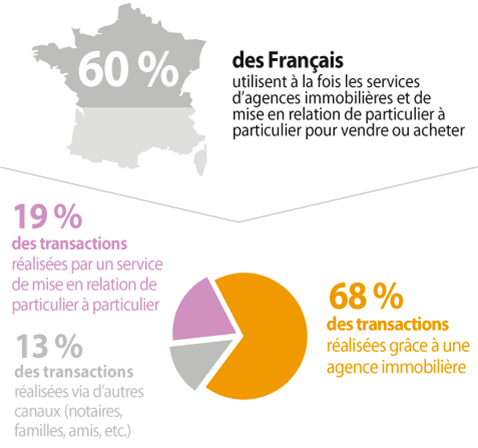 60 %
des Français
utilisent à la fois les services
d'agences immobilières et de
mise en relation de particulier à
particulier pour vendre ou acheter
19 %
des transactions
réalisées par un service
de mise en relation de
particulier à particulier
68 %
des transactions
réalisées grâce à une
agence immobilière
13 %
des transactions
réalisées via d'autres
canaux (notaires,
familles, amis, etc.)